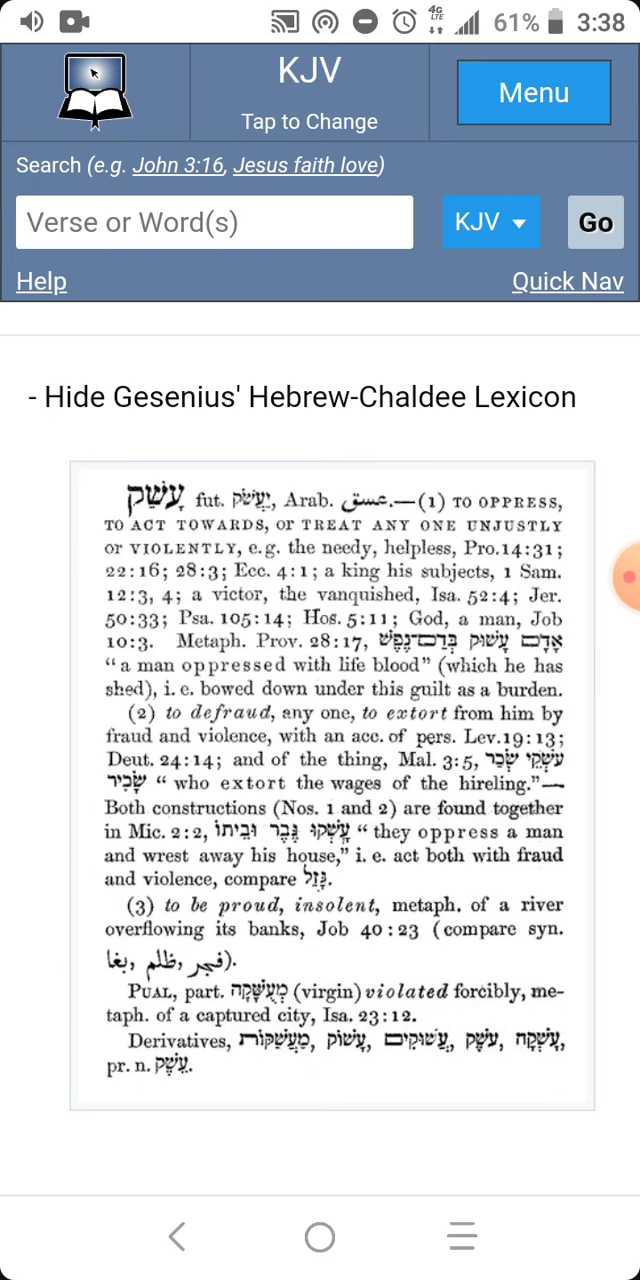 4G
LTE
61%
3:38
KJV
Tap to Change
Menu
Search (e.g. John 3:16, Jesus faith love)
Verse or Word(s)
KJV
Go
Help
Quick Nav
- Hide Gesenius' Hebrew-Chaldee Lexicon
עָשַׁק fut. יַעֲשֹׁק, Arab. عسق.—(1) TO OPPRESS,
TO ACT TOWARDS, or TREAT ANY ONE UNJUSTLY
or VIOLENTLY, e.g. the needy, helpless, Pro. 14:31;
22:16; 28:3; Ecc. 4:1; a king his subjects, 1 Sam.
12:3, 4; a victor, the vanquished, Isa. 52:4; Jer.
50:33; Psa. 105:14; Hos. 5:11; God, a man, Job
10:3. Metaph. Prov. 28:17, אָדָם עָשׁוּק בְּדַם־נָפֶשׁ
“a man oppressed with life blood” (which he has
shed), i. e. bowed down under this guilt as a burden.
(2) to defraud, any one, to extort from him by
fraud and violence, with an acc. of pers. Lev. 19:13;
Deut. 24:14; and of the thing, Mal. 3:5, עֹשְׁקֵי שְׂכַר
שָׂכִיר “who extort the wages of the hireling.”—
Both constructions (Nos. 1 and 2) are found together
in Mic. 2:2, עָשְׁקוּ גֶּבֶר וּבֵיתוֹ “they oppress a man
and wrest away his house,” i. e. act both with fraud
and violence, compare גָּזַל.
(3) to be proud, insolent, metaph. of a river
overflowing its banks, Job 40:23 (compare syn.
فجر ,ظلم ,بغا).
PUAL, part. מְעֻשָּׁקָה (virgin) violated forcibly, me-
taph. of a captured city, Isa. 23:12.
Derivatives, עָשְׁקָה, עֹשֶׁק, עֲשׁוּקִים, עָשׁוֹק, מַעֲשַׁקּוֹת,
pr. n. עֵשֶׁק.